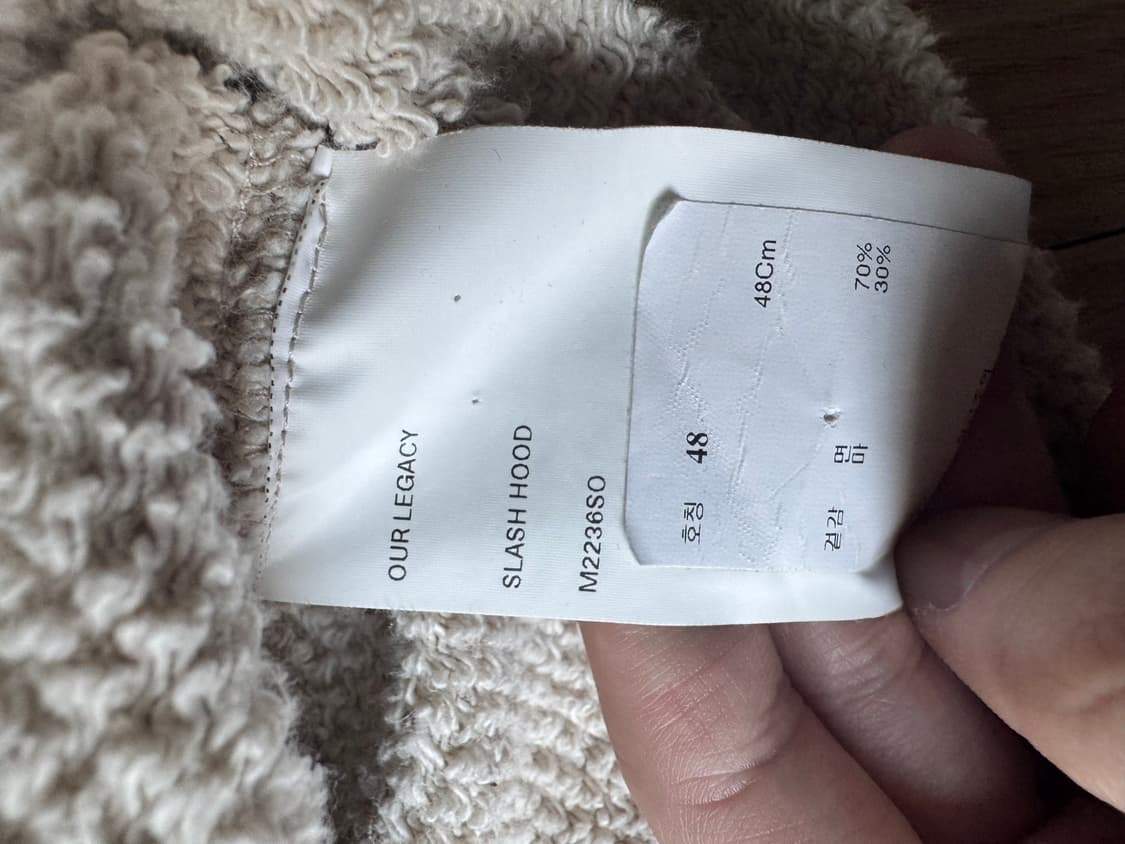 OUR LEGACY
SLASH HOOD
M2236SO
호칭 48
48Cm
겉감 면 70%
마 30%